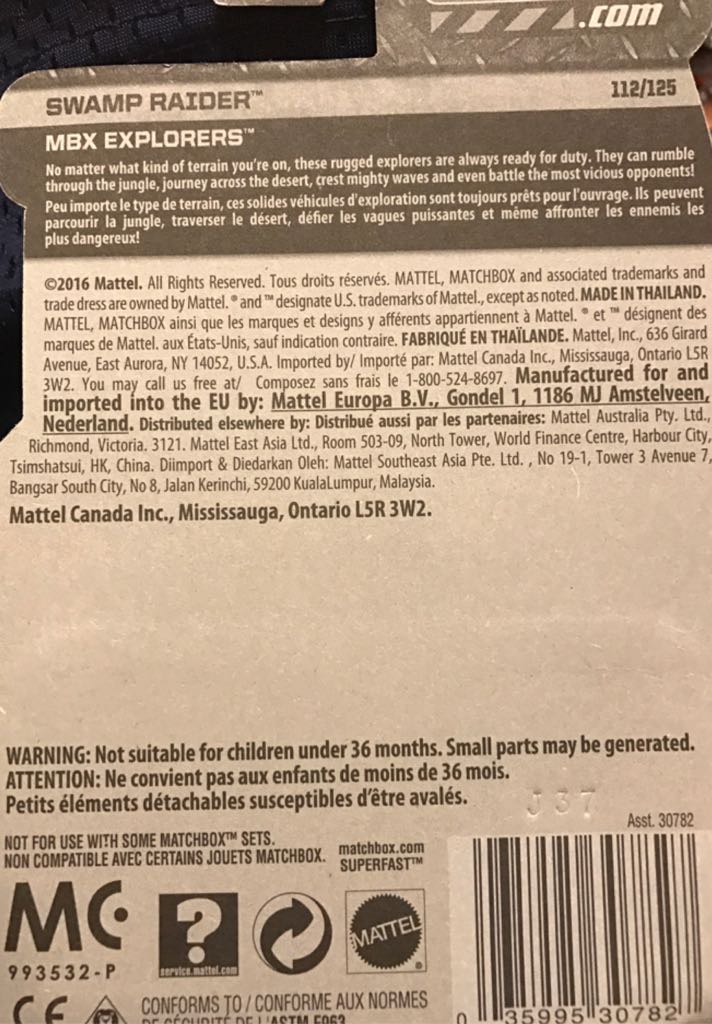 .com
SWAMP RAIDER™ 112/125
MBX EXPLORERS™
No matter what kind of terrain you're on, these rugged explorers are always ready for duty. They can rumble
through the jungle, journey across the desert, crest mighty waves and even battle the most vicious opponents!
Peu importe le type de terrain, ces solides véhicules d'exploration sont toujours prêts pour l'ouvrage. Ils peuvent
parcourir la jungle, traverser le désert, défier les vagues puissantes et même affronter les ennemis les
plus dangereux!
©2016 Mattel. All Rights Reserved. Tous droits réservés. MATTEL, MATCHBOX and associated trademarks and
trade dress are owned by Mattel. ® and ™ designate U.S. trademarks of Mattel., except as noted. MADE IN THAILAND.
MATTEL, MATCHBOX ainsi que les marques et designs y afférents appartiennent à Mattel. ® et ™ désignent des
marques de Mattel. aux États-Unis, sauf indication contraire. FABRIQUÉ EN THAÏLANDE. Mattel, Inc., 636 Girard
Avenue, East Aurora, NY 14052, U.S.A. Imported by/ Importé par: Mattel Canada Inc., Mississauga, Ontario L5R
3W2. You may call us free at/ Composez sans frais le 1-800-524-8697. Manufactured for and
imported into the EU by: Mattel Europa B.V., Gondel 1, 1186 MJ Amstelveen,
Nederland. Distributed elsewhere by: Distribué aussi par les partenaires: Mattel Australia Pty. Ltd.,
Richmond, Victoria. 3121. Mattel East Asia Ltd., Room 503-09, North Tower, World Finance Centre, Harbour City,
Tsimshatsui, HK, China. Diimport & Diedarkan Oleh: Mattel Southeast Asia Pte. Ltd. , No 19-1, Tower 3 Avenue 7,
Bangsar South City, No 8, Jalan Kerinchi, 59200 KualaLumpur, Malaysia.
Mattel Canada Inc., Mississauga, Ontario L5R 3W2.
WARNING: Not suitable for children under 36 months. Small parts may be generated.
ATTENTION: Ne convient pas aux enfants de moins de 36 mois.
Petits éléments détachables susceptibles d'être avalés.
J37
Asst. 30782
NOT FOR USE WITH SOME MATCHBOX™ SETS.
NON COMPATIBLE AVEC CERTAINS JOUETS MATCHBOX.
matchbox.com
SUPERFAST™
MC
993532-P
?
service.mattel.com
MATTEL®
CE
CONFORMS TO / CONFORME AUX NORMES
DE SÉCURITÉ DE L'ASTM F963
0 35995 30782